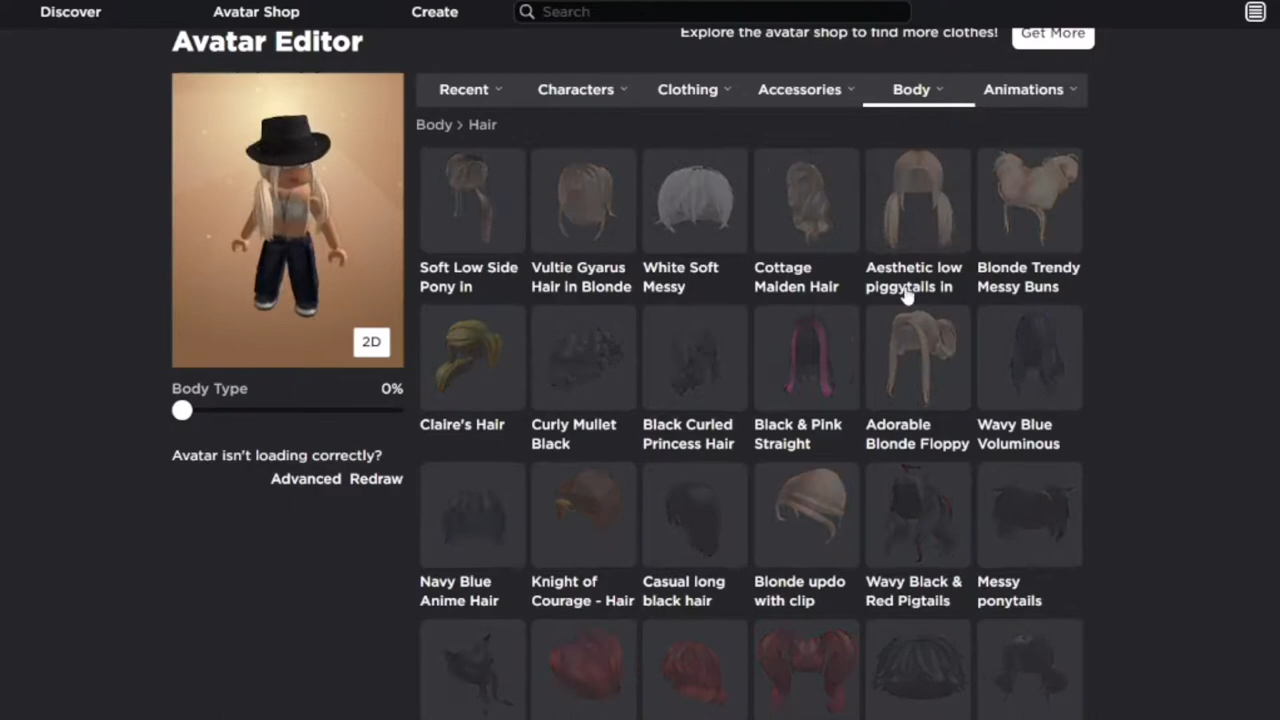 Discover
Avatar Shop
Create
Search
Avatar Editor
Explore the avatar shop to find more clothes!
Get More
Recent
Characters
Clothing
Accessories
Body
Animations
Body > Hair
2D
Body Type
0%
Avatar isn't loading correctly?
Advanced Redraw
Soft Low Side
Pony in
Vultie Gyarus
Hair in Blonde
White Soft
Messy
Cottage
Maiden Hair
Aesthetic low
piggytails in
Blonde Trendy
Messy Buns
Claire's Hair
Curly Mullet
Black
Black Curled
Princess Hair
Black & Pink
Straight
Adorable
Blonde Floppy
Wavy Blue
Voluminous
Navy Blue
Anime Hair
Knight of
Courage - Hair
Casual long
black hair
Blonde updo
with clip
Wavy Black &
Red Pigtails
Messy
ponytails